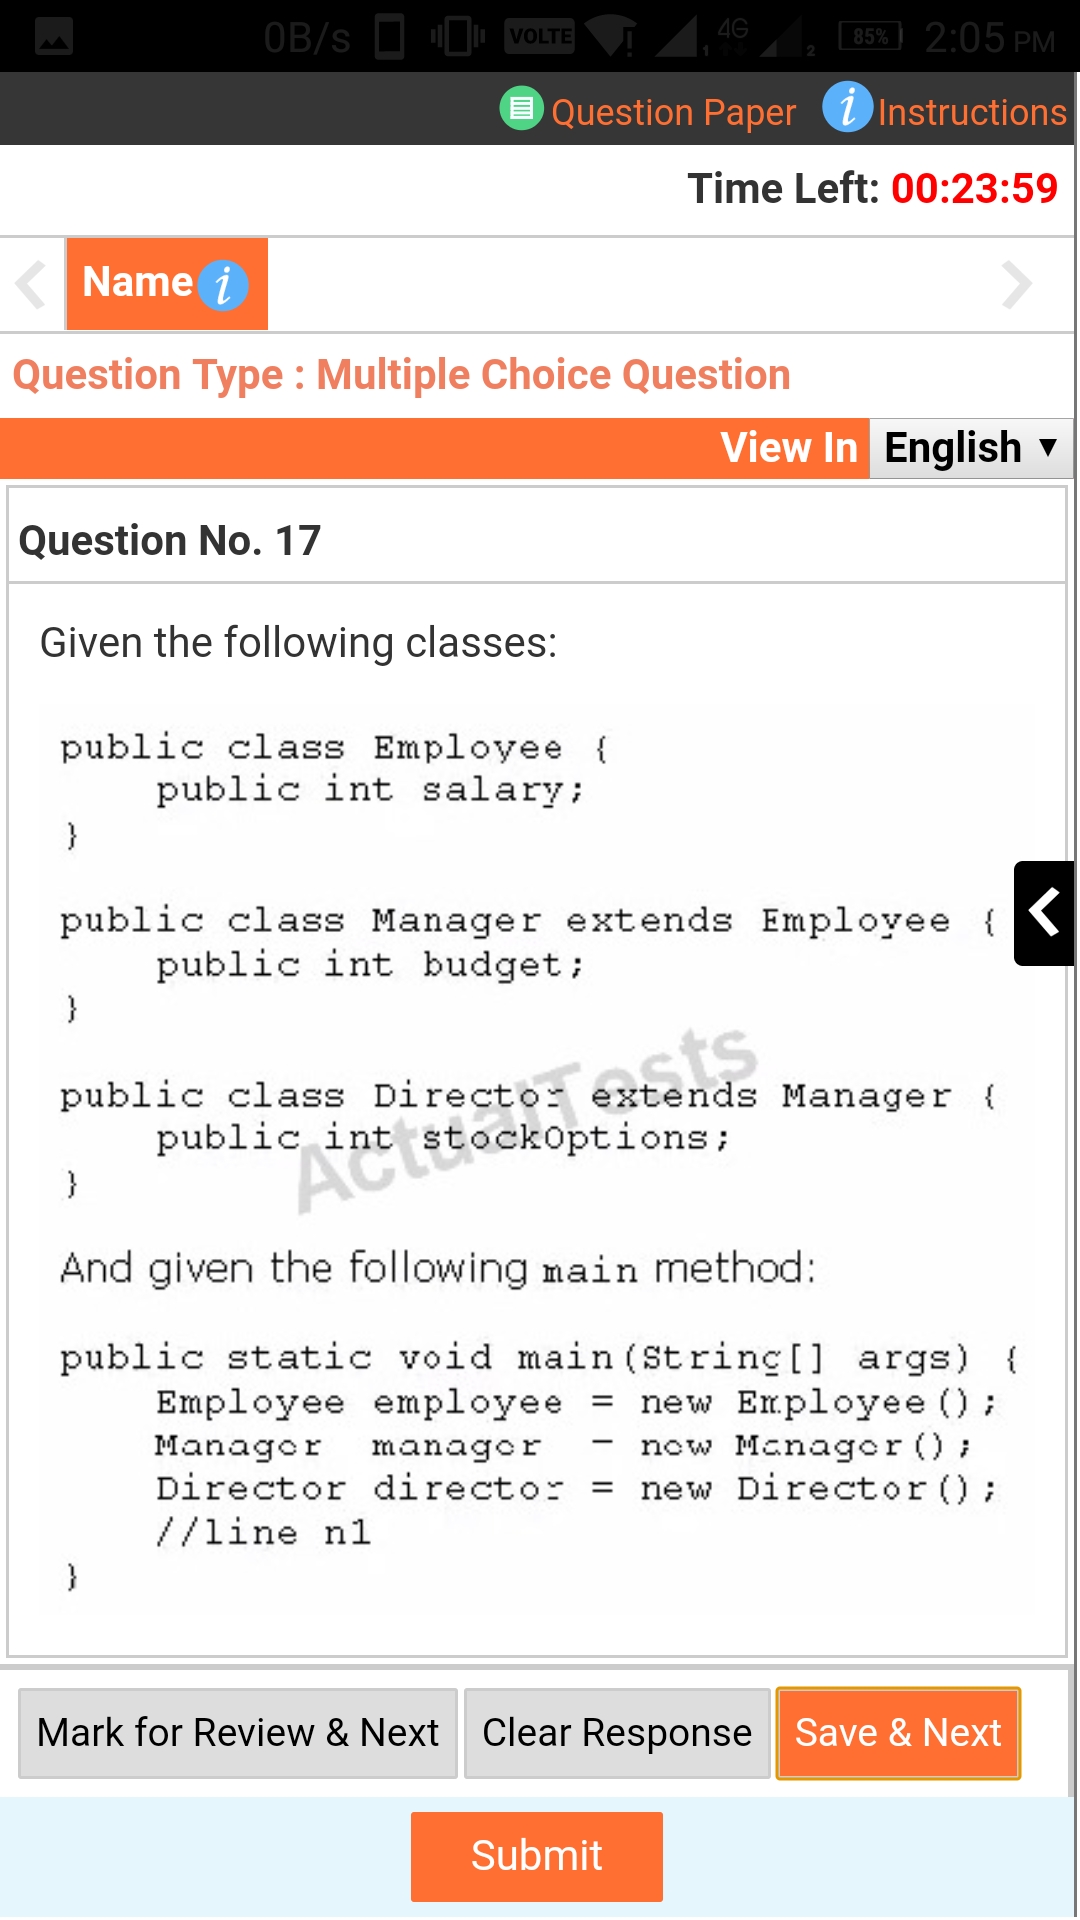 0B/s VOLTE 1 4G 2 85% 2:05 PM
Question Paper i Instructions
Time Left: 00:23:59
Name i
Question Type : Multiple Choice Question
View In English
Question No. 17
Given the following classes:
public class Employee {
public int salary;
}
public class Manager extends Employee {
public int budget;
}
public class Director extends Manager {
public int stockOptions;
}
ActualTests
And given the following main method:
public static void main(String[] args) {
Employee employee = new Employee();
Manager manager = new Manager();
Director director = new Director();
//line n1
}
Mark for Review & Next Clear Response Save & Next
Submit